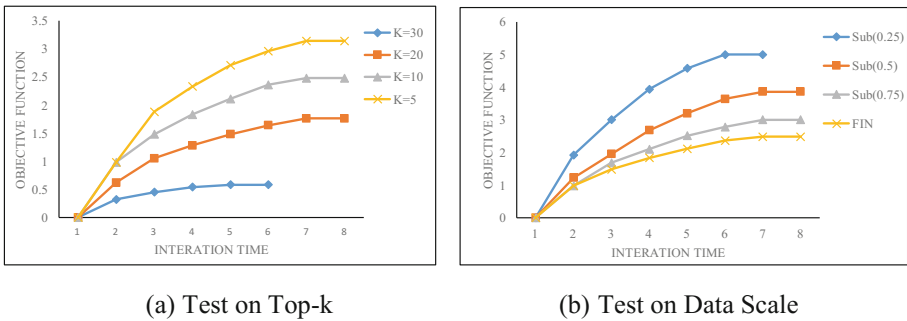 OBJECTIVE FUNCTION
3.5
3
2.5
2
1.5
1
0.5
0
1 2 3 4 5 6 7 8
INTERATION TIME
K=30
K=20
K=10
K=5
(a) Test on Top-k
OBJECTIVE FUNCTION
6
5
4
3
2
1
0
1 2 3 4 5 6 7 8
INTERATION TIME
Sub(0.25)
Sub(0.5)
Sub(0.75)
FIN
(b) Test on Data Scale